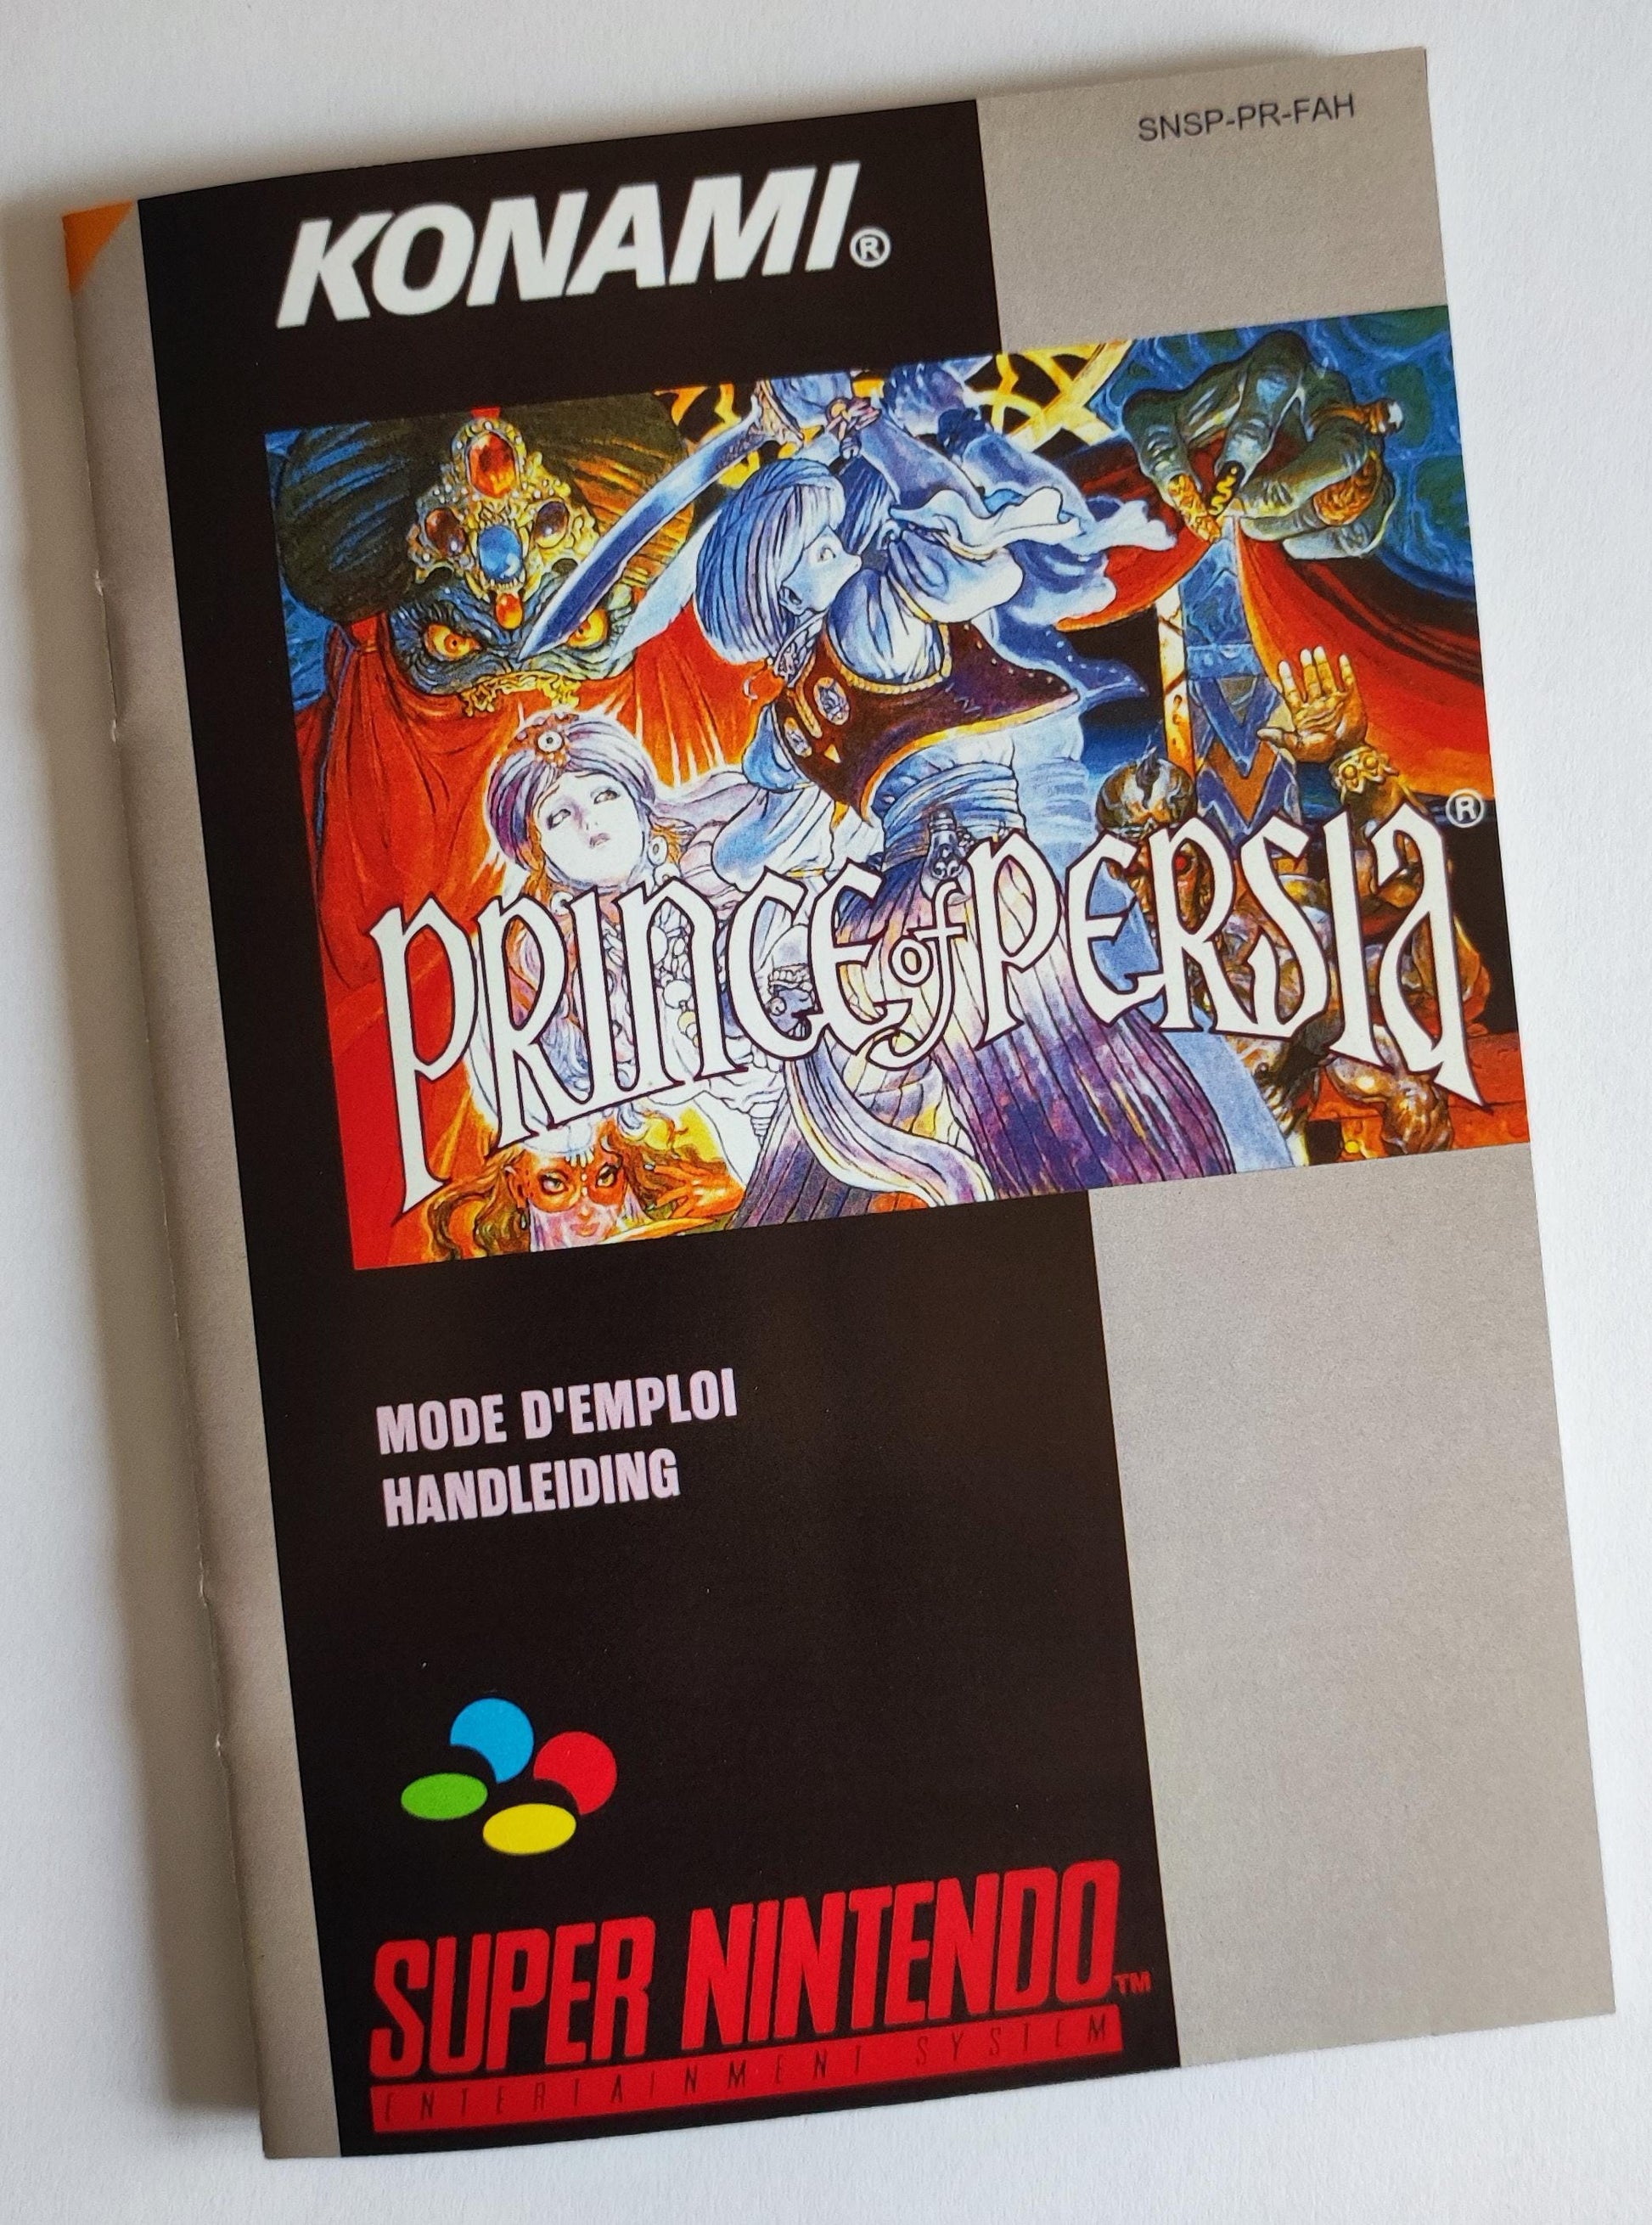 SNSP-PR-FAH
KONAMI®
PRINCE of PERSIA®
MODE D'EMPLOI
HANDLEIDING
SUPER NINTENDO™
ENTERTAINMENT SYSTEM